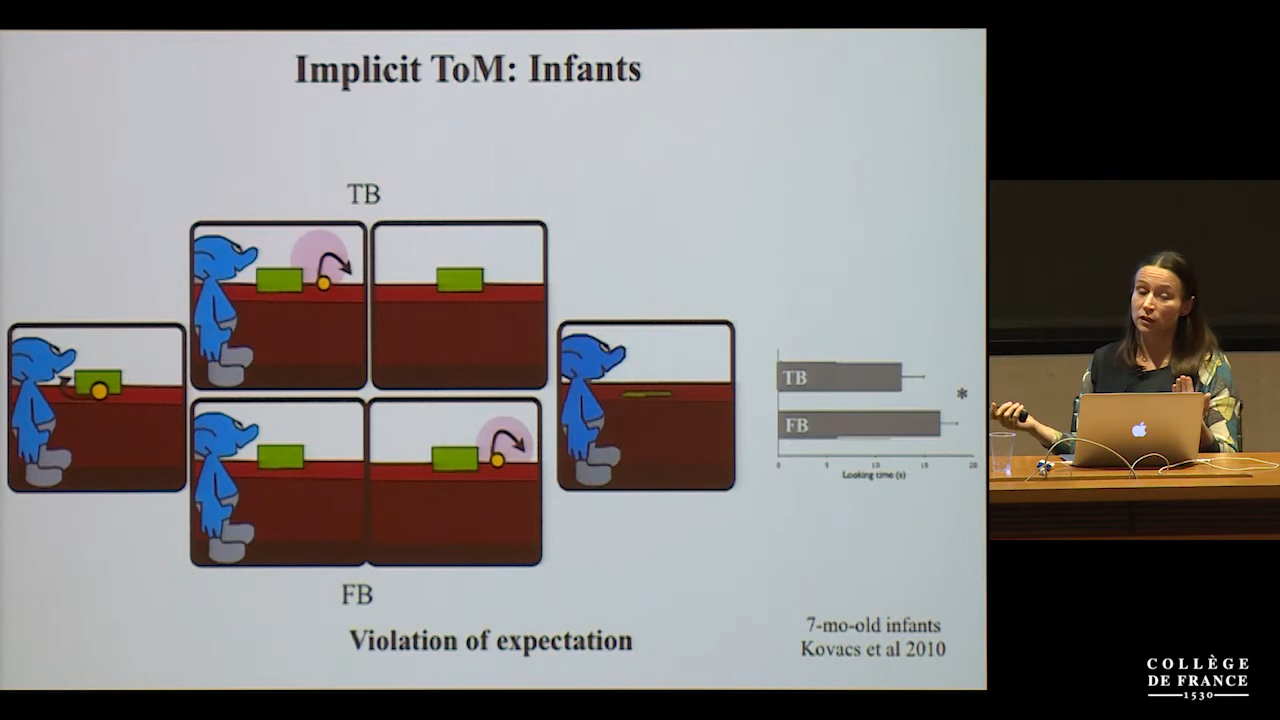 Implicit ToM: Infants
TB
TB
*
FB
0 5 10 15 20
Looking time (s)
FB
Violation of expectation
7-mo-old infants
Kovacs et al 2010
COLLÈGE
DE FRANCE
1530